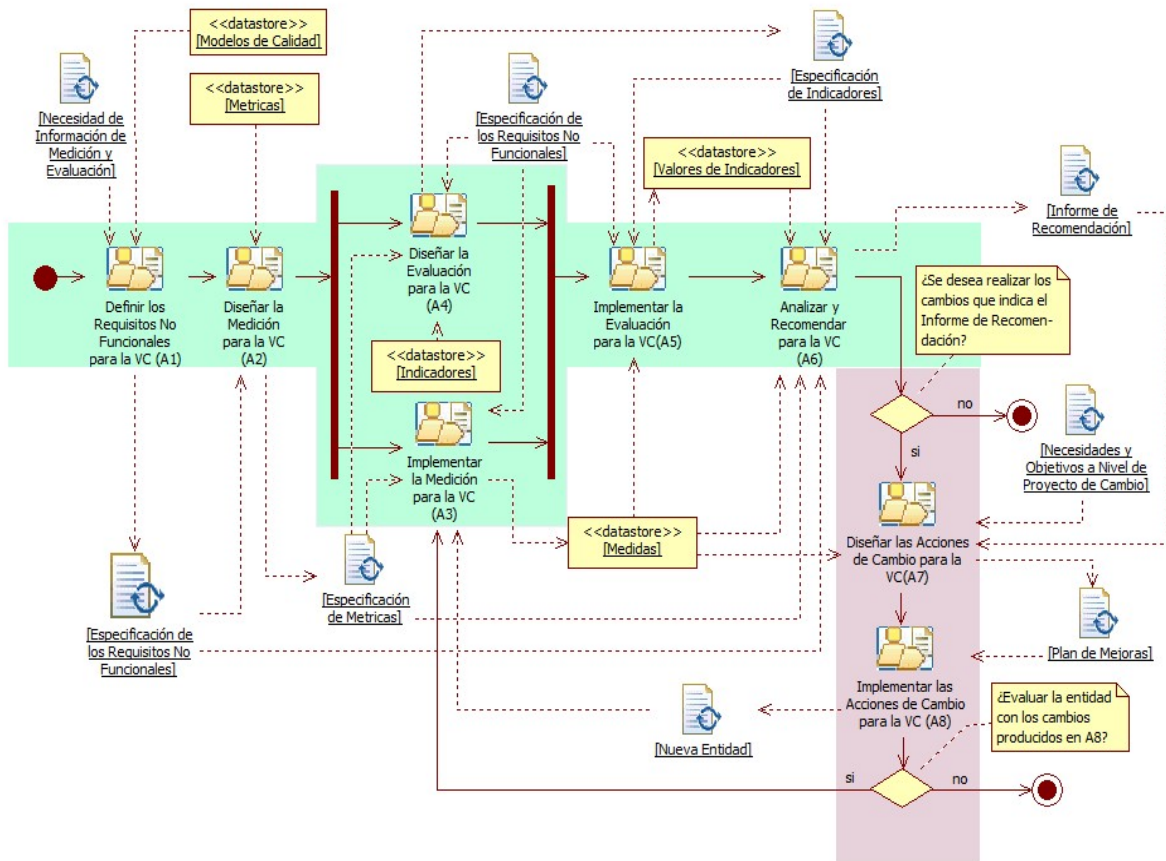 <<datastore>>
[Modelos de Calidad]
<<datastore>>
[Metricas]
[Necesidad de
Información de
Medición y
Evaluación]
[Especificación de
los Requisitos No
Funcionales]
[Especificación
de Indicadores]
<<datastore>>
[Valores de Indicadores]
[Informe de
Recomendación]
Definir los
Requisitos No
Funcionales
para la VC (A1)
Diseñar la
Medición
para la VC
(A2)
Diseñar la
Evaluación
para la VC
(A4)
<<datastore>>
[Indicadores]
Implementar
la Medición
para la VC
(A3)
Implementar la
Evaluación
para la VC(A5)
Analizar y
Recomendar
para la VC
(A6)
¿Se desea realizar los
cambios que indica el
Informe de Recomen-
dación?
no
si
[Necesidades y
Objetivos a Nivel de
Proyecto de Cambio]
<<datastore>>
[Medidas]
Diseñar las Acciones
de Cambio para la
VC(A7)
[Especificación
de Metricas]
[Especificación de
los Requisitos No
Funcionales]
[Plan de Mejoras]
Implementar las
Acciones de Cambio
para la VC (A8)
¿Evaluar la entidad
con los cambios
producidos en A8?
[Nueva Entidad]
si
no